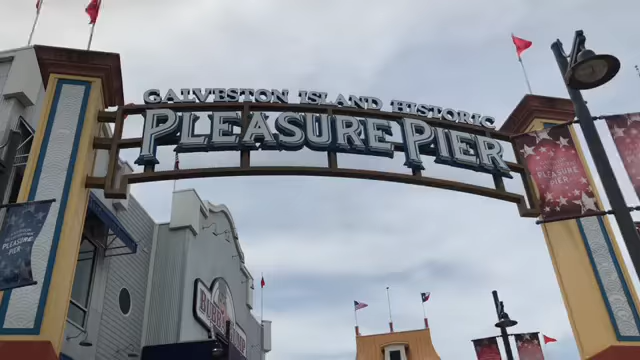 GALVESTON ISLAND HISTORIC
PLEASURE PIER
PLEASURE PIER
PLEASURE
PIER